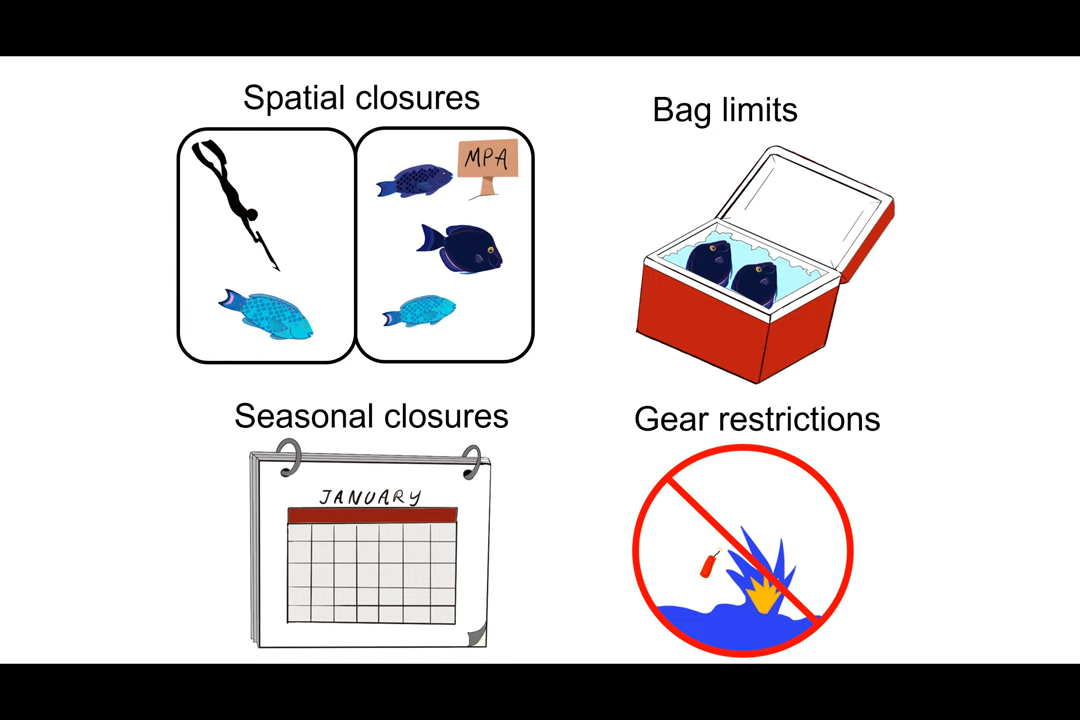 Spatial closures
MPA
Bag limits
Seasonal closures
JANUARY
Gear restrictions